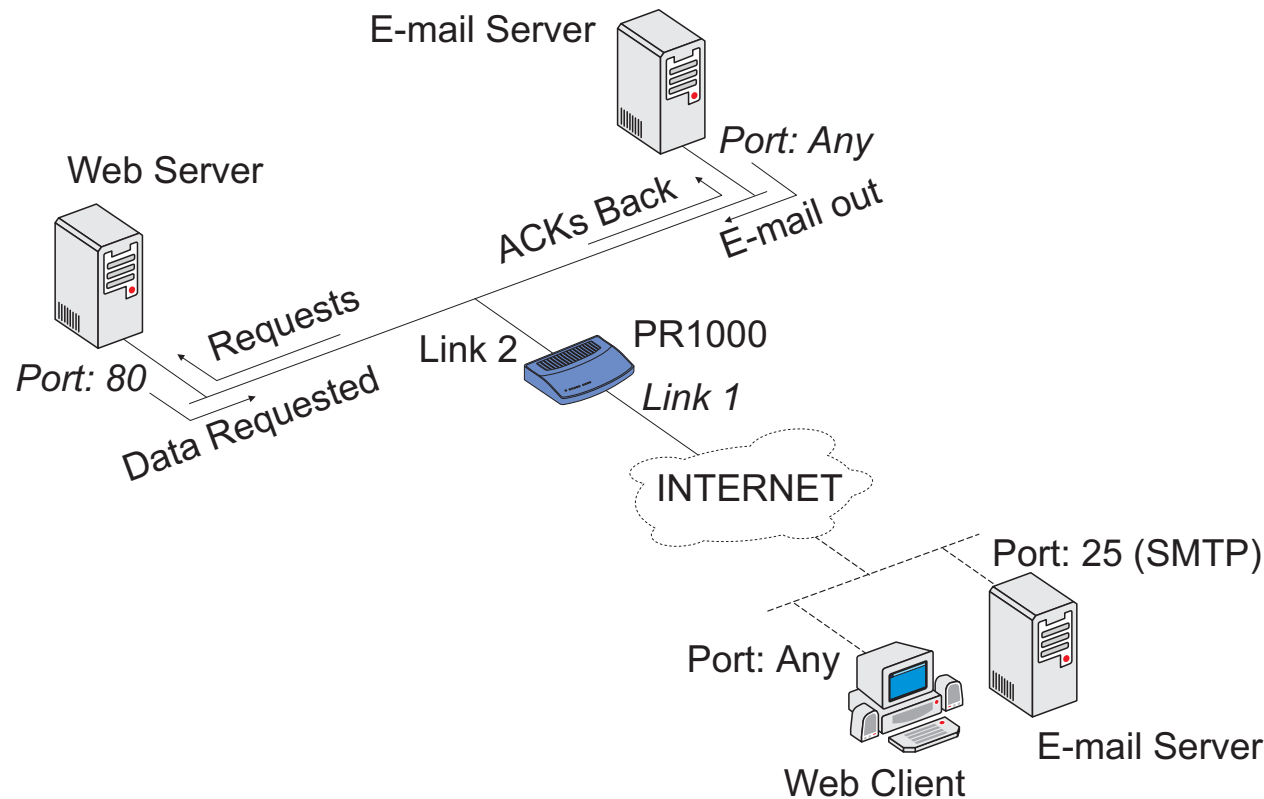 E-mail Server
Port: Any
Web Server
ACKs Back
E-mail out
Requests
Link 2
PR1000
Port: 80
Link 1
Data Requested
INTERNET
Port: 25 (SMTP)
Port: Any
E-mail Server
Web Client